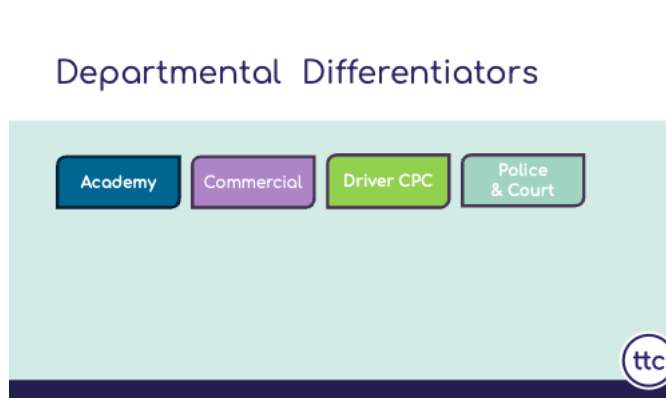 Departmental Differentiators
Academy
Commercial
Driver CPC
Police
& Court
ttc